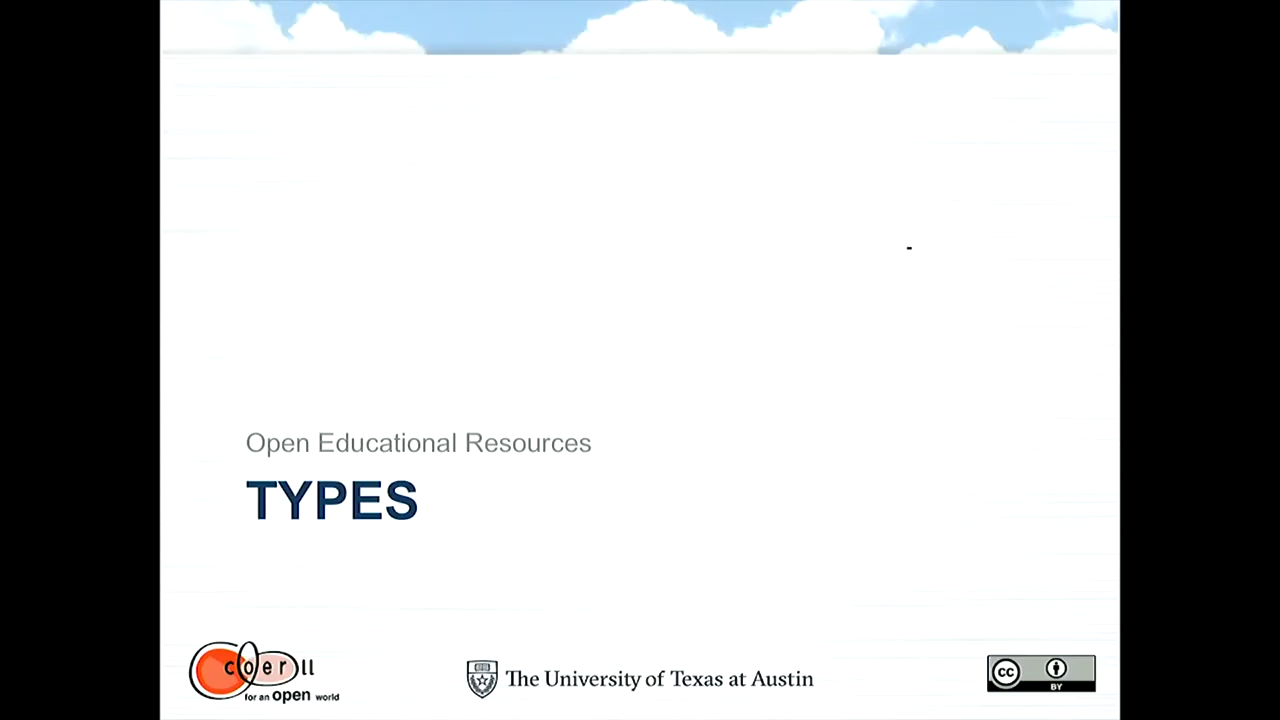 Open Educational Resources
TYPES
coerll
for an open world
The University of Texas at Austin
cc
BY